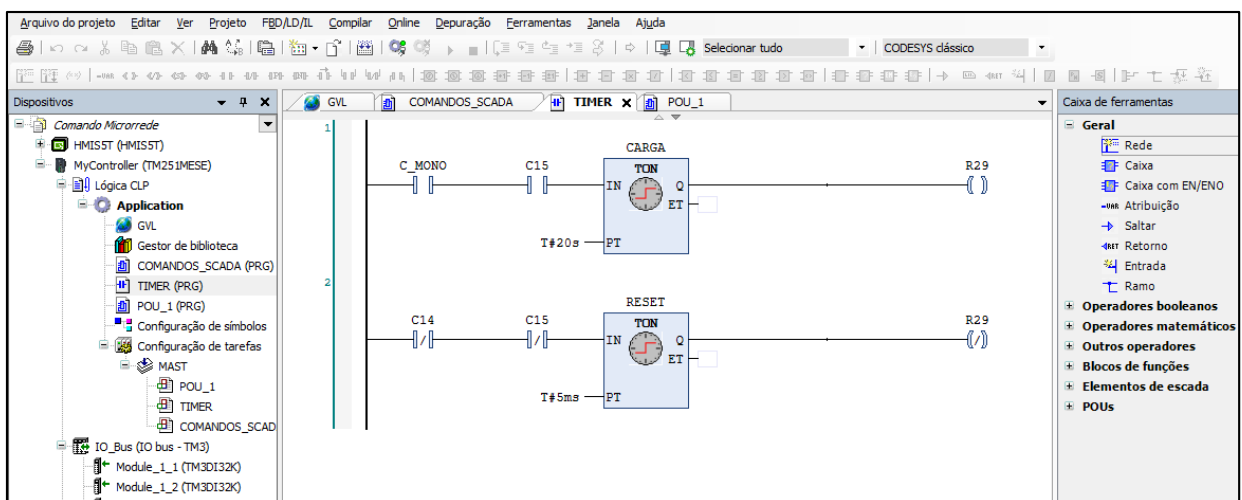 Arquivo do projeto Editar Ver Projeto FBD/LD/IL Compilar Online Depuração Ferramentas Janela Ajuda
Selecionar tudo CODESYS clássico
Dispositivos
Comando Microrrede
HMIS5T (HMIS5T)
MyController (TM251MESE)
Lógica CLP
Application
GVL
Gestor de biblioteca
COMANDOS_SCADA (PRG)
TIMER (PRG)
POU_1 (PRG)
Configuração de símbolos
Configuração de tarefas
MAST
POU_1
TIMER
COMANDOS_SCAD
IO_Bus (IO bus - TM3)
Module_1_1 (TM3DI32K)
Module_1_2 (TM3DI32K)
GVL COMANDOS_SCADA TIMER POU_1
1
CARGA
C_MONO C15 TON R29
IN Q
ET
T#20s PT
2
RESET
C14 C15 TON R29
IN Q
ET
T#5ms PT
Caixa de ferramentas
Geral
Rede
Caixa
Caixa com EN/ENO
Atribuição
Saltar
Retorno
Entrada
Ramo
Operadores booleanos
Operadores matemáticos
Outros operadores
Blocos de funções
Elementos de escada
POUs